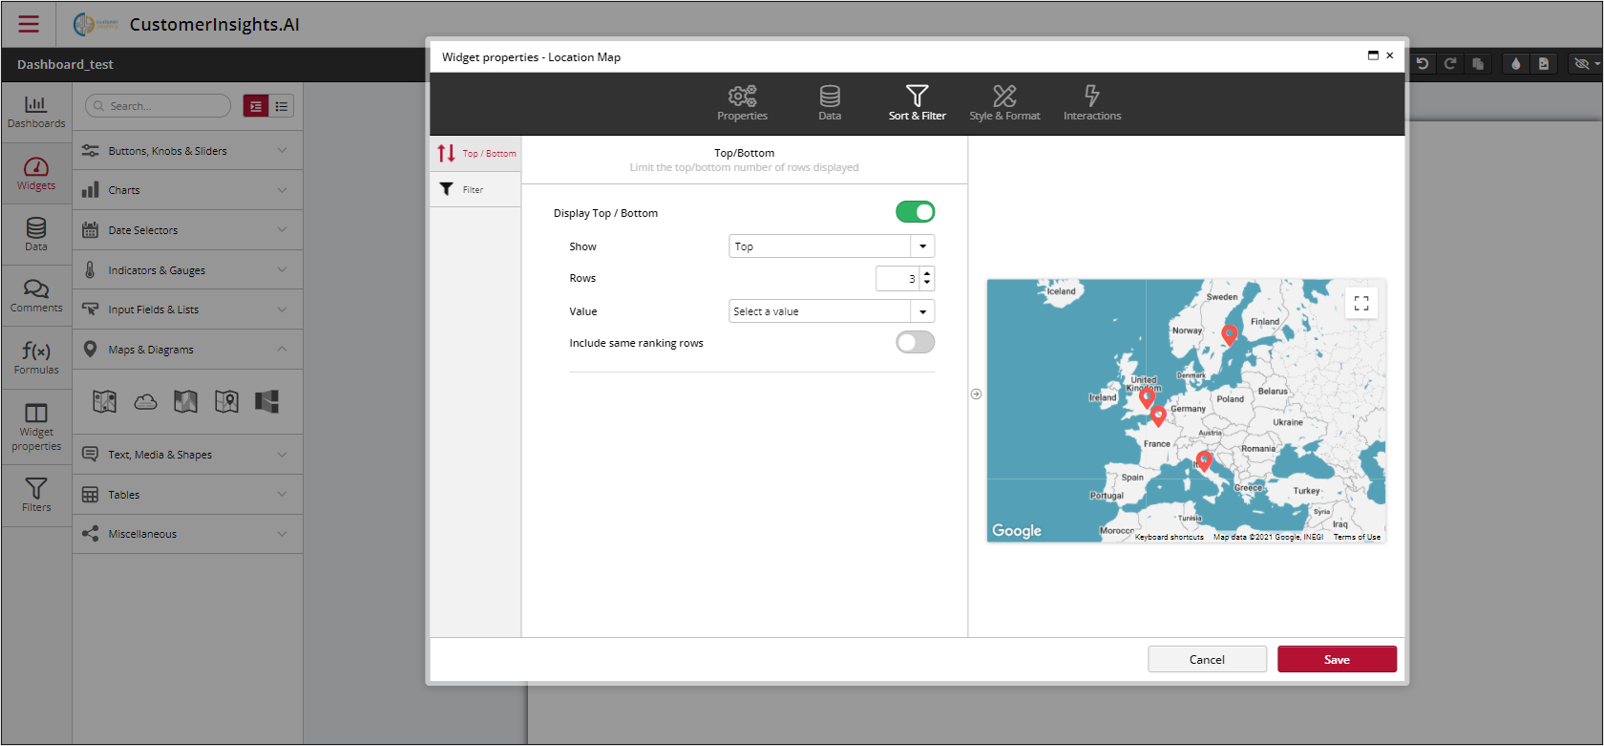 CustomerInsights.AI
Dashboard_test
Dashboards
Widgets
Data
Comments
f(x)
Formulas
Widget
properties
Filters
Search...
Buttons, Knobs & Sliders
Charts
Date Selectors
Indicators & Gauges
Input Fields & Lists
Maps & Diagrams
Text, Media & Shapes
Tables
Miscellaneous
Widget properties - Location Map
Properties
Data
Sort & Filter
Style & Format
Interactions
Top / Bottom
Filter
Top/Bottom
Limit the top/bottom number of rows displayed
Display Top / Bottom
Show
Top
Rows
3
Value
Select a value
Include same ranking rows
Iceland
Sweden
Finland
Norway
Denmark
United
Kingdom
Ireland
Belarus
Poland
Germany
Ukraine
Austria
France
Romania
Spain
Greece
Turkey
Portugal
Syria
Tunisia
Iraq
Morocco
Google
Keyboard shortcuts
Map data ©2021 Google, INEGI
Terms of Use
Cancel
Save